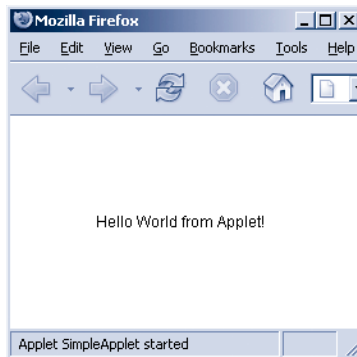 Mozilla Firefox
File Edit View Go Bookmarks Tools Help
Hello World from Applet!
Applet SimpleApplet started